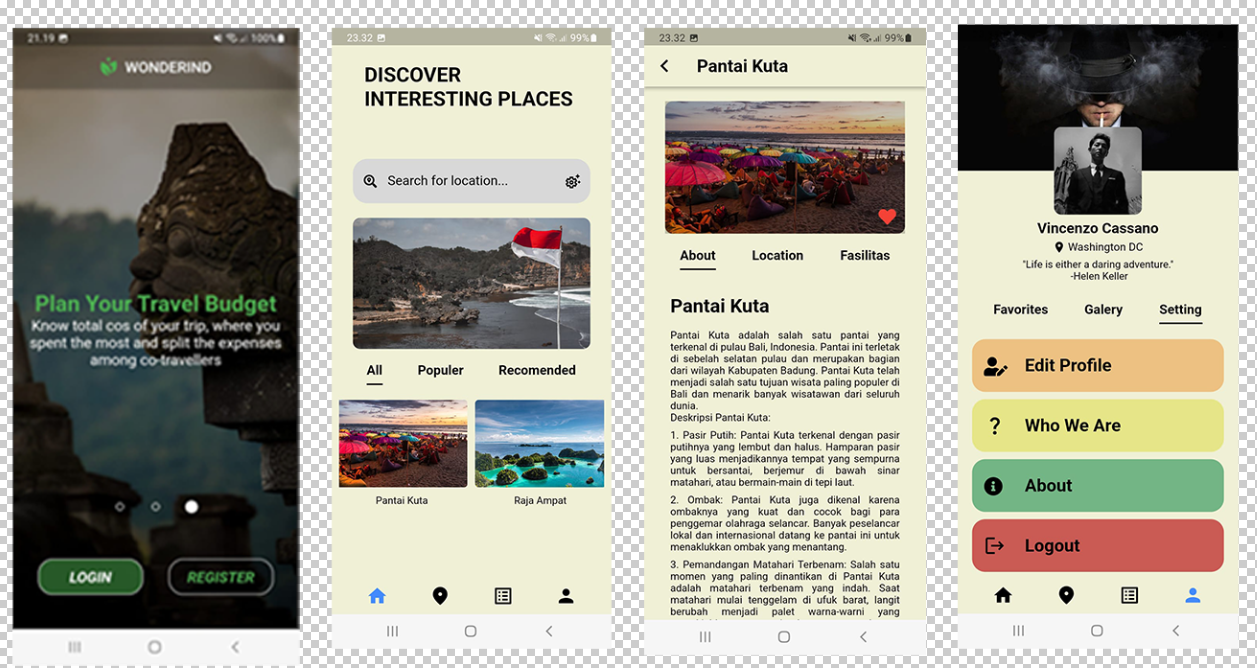 21.19
100%
WONDERIND
Plan Your Travel Budget
Know total cos of your trip, where you
spent the most and split the expenses
among co-travellers
LOGIN
REGISTER
23.32
99%
DISCOVER
INTERESTING PLACES
Search for location...
All
Populer
Recomended
Pantai Kuta
Raja Ampat
23.32
99%
Pantai Kuta
About
Location
Fasilitas
Pantai Kuta
Pantai Kuta adalah salah satu pantai yang
terkenal di pulau Bali, Indonesia. Pantai ini terletak
di sebelah selatan pulau dan merupakan bagian
dari wilayah Kabupaten Badung. Pantai Kuta telah
menjadi salah satu tujuan wisata paling populer di
Bali dan menarik banyak wisatawan dari seluruh
dunia.
Deskripsi Pantai Kuta:
1. Pasir Putih: Pantai Kuta terkenal dengan pasir
putihnya yang lembut dan halus. Hamparan pasir
yang luas menjadikannya tempat yang sempurna
untuk bersantai, berjemur di bawah sinar
matahari, atau bermain-main di tepi laut.
2. Ombak: Pantai Kuta juga dikenal karena
ombaknya yang kuat dan cocok bagi para
penggemar olahraga selancar. Banyak peselancar
lokal dan internasional datang ke pantai ini untuk
menaklukkan ombak yang menantang.
3. Pemandangan Matahari Terbenam: Salah satu
momen yang paling dinantikan di Pantai Kuta
adalah matahari terbenam yang indah. Saat
matahari mulai tenggelam di ufuk barat, langit
berubah menjadi palet warna-warni yang
Vincenzo Cassano
Washington DC
"Life is either a daring adventure."
-Helen Keller
Favorites
Galery
Setting
Edit Profile
? Who We Are
About
Logout